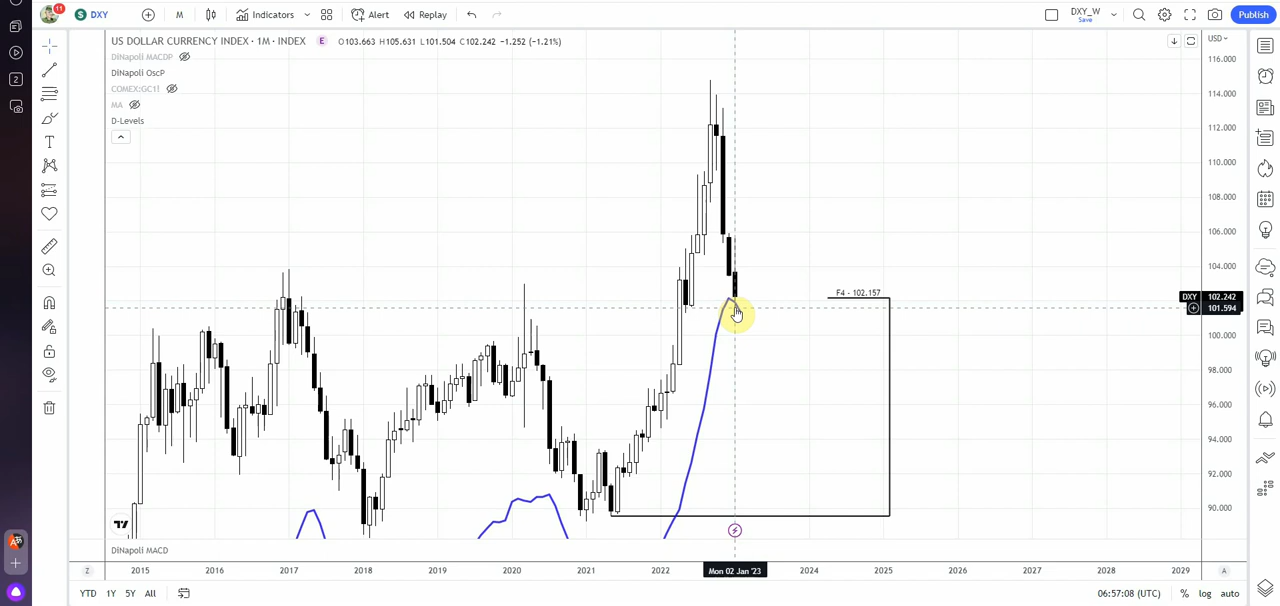 11
DXY
M
Indicators
Alert
Replay
DXY_W
Save
Publish
US DOLLAR CURRENCY INDEX · 1M · INDEX E O103.663 H105.631 L101.504 C102.242 −1.252 (−1.21%)
USD
DiNapoli MACDP
DiNapoli OscP
COMEX:GC1!
MA
D-Levels
2
116.000
114.000
112.000
110.000
108.000
106.000
104.000
F4 - 102.157
DXY 102.242
101.594
100.000
98.000
96.000
94.000
92.000
90.000
DiNapoli MACD
Z
2015
2016
2017
2018
2019
2020
2021
2022
Mon 02 Jan '23
2024
2025
2026
2027
2028
2029
A
YTD
1Y
5Y
All
06:57:08 (UTC)
%
log
auto